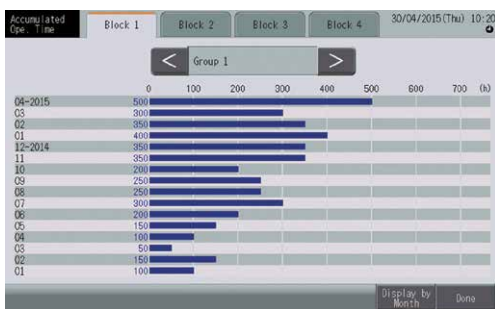 Accumulated
Ope. Time
Block 1
Block 2
Block 3
Block 4
30/04/2015(Thu) 10:20
<
Group 1
>
0 100 200 300 400 500 600 700 (h)
04-2015 500
03 300
02 350
01 400
12-2014 350
11 350
10 200
09 250
08 250
07 300
06 200
05 150
04 100
03 50
02 150
01 100
Display by
Month
Done